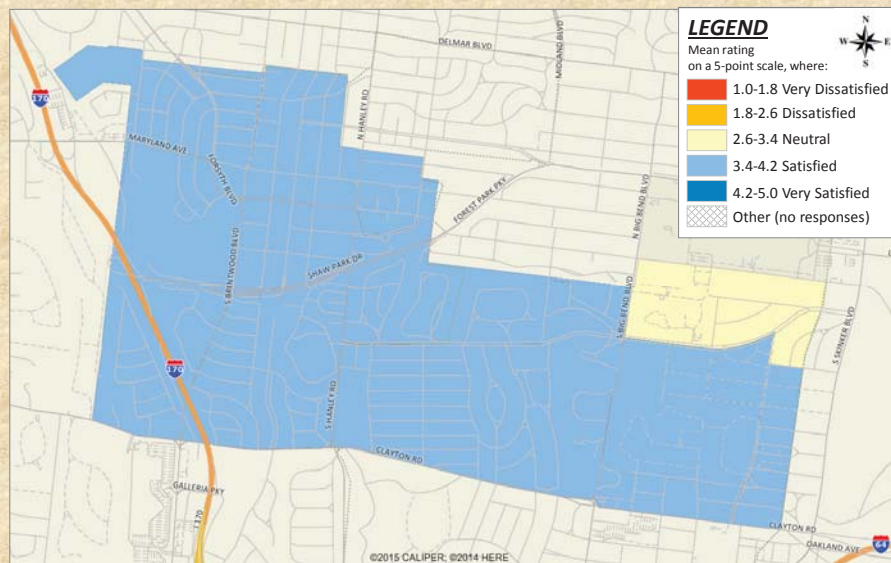 LEGEND
Mean rating
on a 5-point scale, where:
1.0-1.8 Very Dissatisfied
1.8-2.6 Dissatisfied
2.6-3.4 Neutral
3.4-4.2 Satisfied
4.2-5.0 Very Satisfied
Other (no responses)
N
W E
S
DELMAR BLVD
MIDLAND BLVD
170
N HANLEY RD
MARYLAND AVE
FORSYTH BLVD
FOREST PARK PKY
N BIG BEND BLVD
SHAW PARK DR
S BRENTWOOD BLVD
S BIG BEND BLVD
S SKINKER BLVD
170
S HANLEY RD
CLAYTON RD
GALLERIA PKY
I 170
CLAYTON RD
OAKLAND AVE
64
©2015 CALIPER; ©2014 HERE